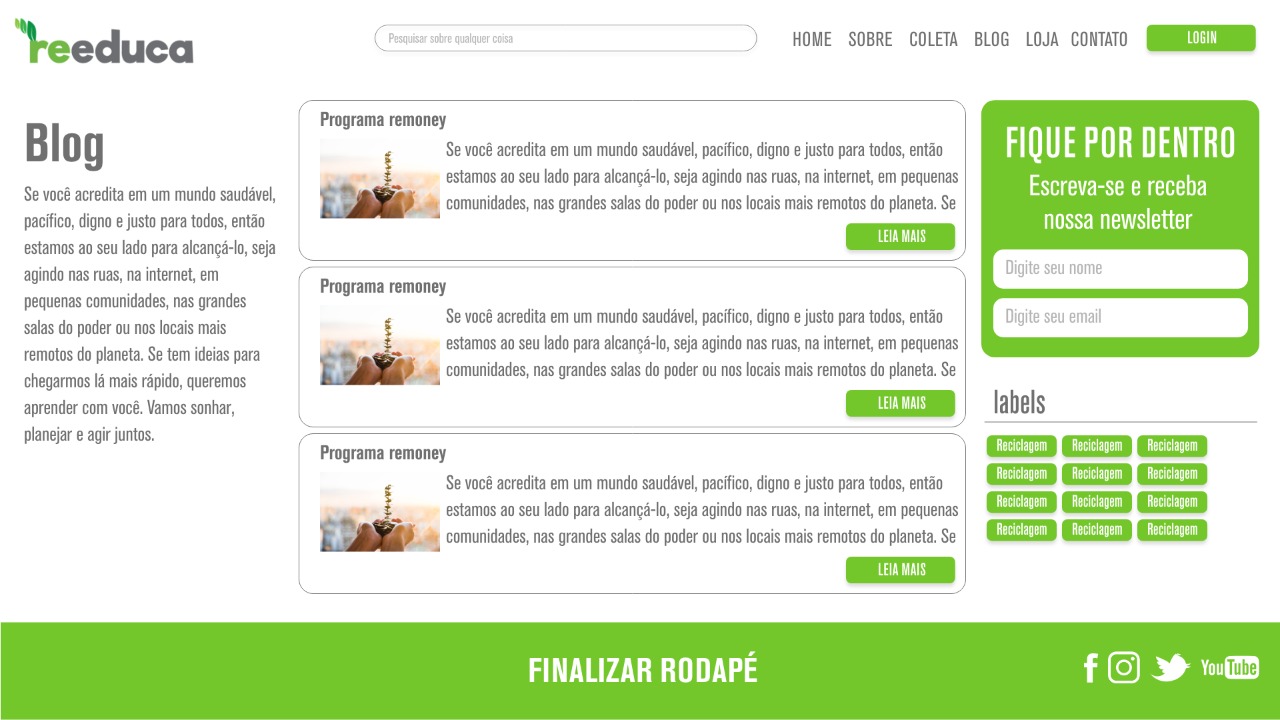 reeduca
Pesquisar sobre qualquer coisa
HOME SOBRE COLETA BLOG LOJA CONTATO
LOGIN
Blog
Se você acredita em um mundo saudável,
pacífico, digno e justo para todos, então
estamos ao seu lado para alcançá-lo, seja
agindo nas ruas, na internet, em
pequenas comunidades, nas grandes
salas do poder ou nos locais mais
remotos do planeta. Se tem ideias para
chegarmos lá mais rápido, queremos
aprender com você. Vamos sonhar,
planejar e agir juntos.
Programa remoney
Se você acredita em um mundo saudável, pacífico, digno e justo para todos, então
estamos ao seu lado para alcançá-lo, seja agindo nas ruas, na internet, em pequenas
comunidades, nas grandes salas do poder ou nos locais mais remotos do planeta. Se
LEIA MAIS
Programa remoney
Se você acredita em um mundo saudável, pacífico, digno e justo para todos, então
estamos ao seu lado para alcançá-lo, seja agindo nas ruas, na internet, em pequenas
comunidades, nas grandes salas do poder ou nos locais mais remotos do planeta. Se
LEIA MAIS
Programa remoney
Se você acredita em um mundo saudável, pacífico, digno e justo para todos, então
estamos ao seu lado para alcançá-lo, seja agindo nas ruas, na internet, em pequenas
comunidades, nas grandes salas do poder ou nos locais mais remotos do planeta. Se
LEIA MAIS
FIQUE POR DENTRO
Escreva-se e receba
nossa newsletter
Digite seu nome
Digite seu email
labels
Reciclagem Reciclagem Reciclagem
Reciclagem Reciclagem Reciclagem
Reciclagem Reciclagem Reciclagem
Reciclagem Reciclagem Reciclagem
FINALIZAR RODAPÉ
f
YouTube